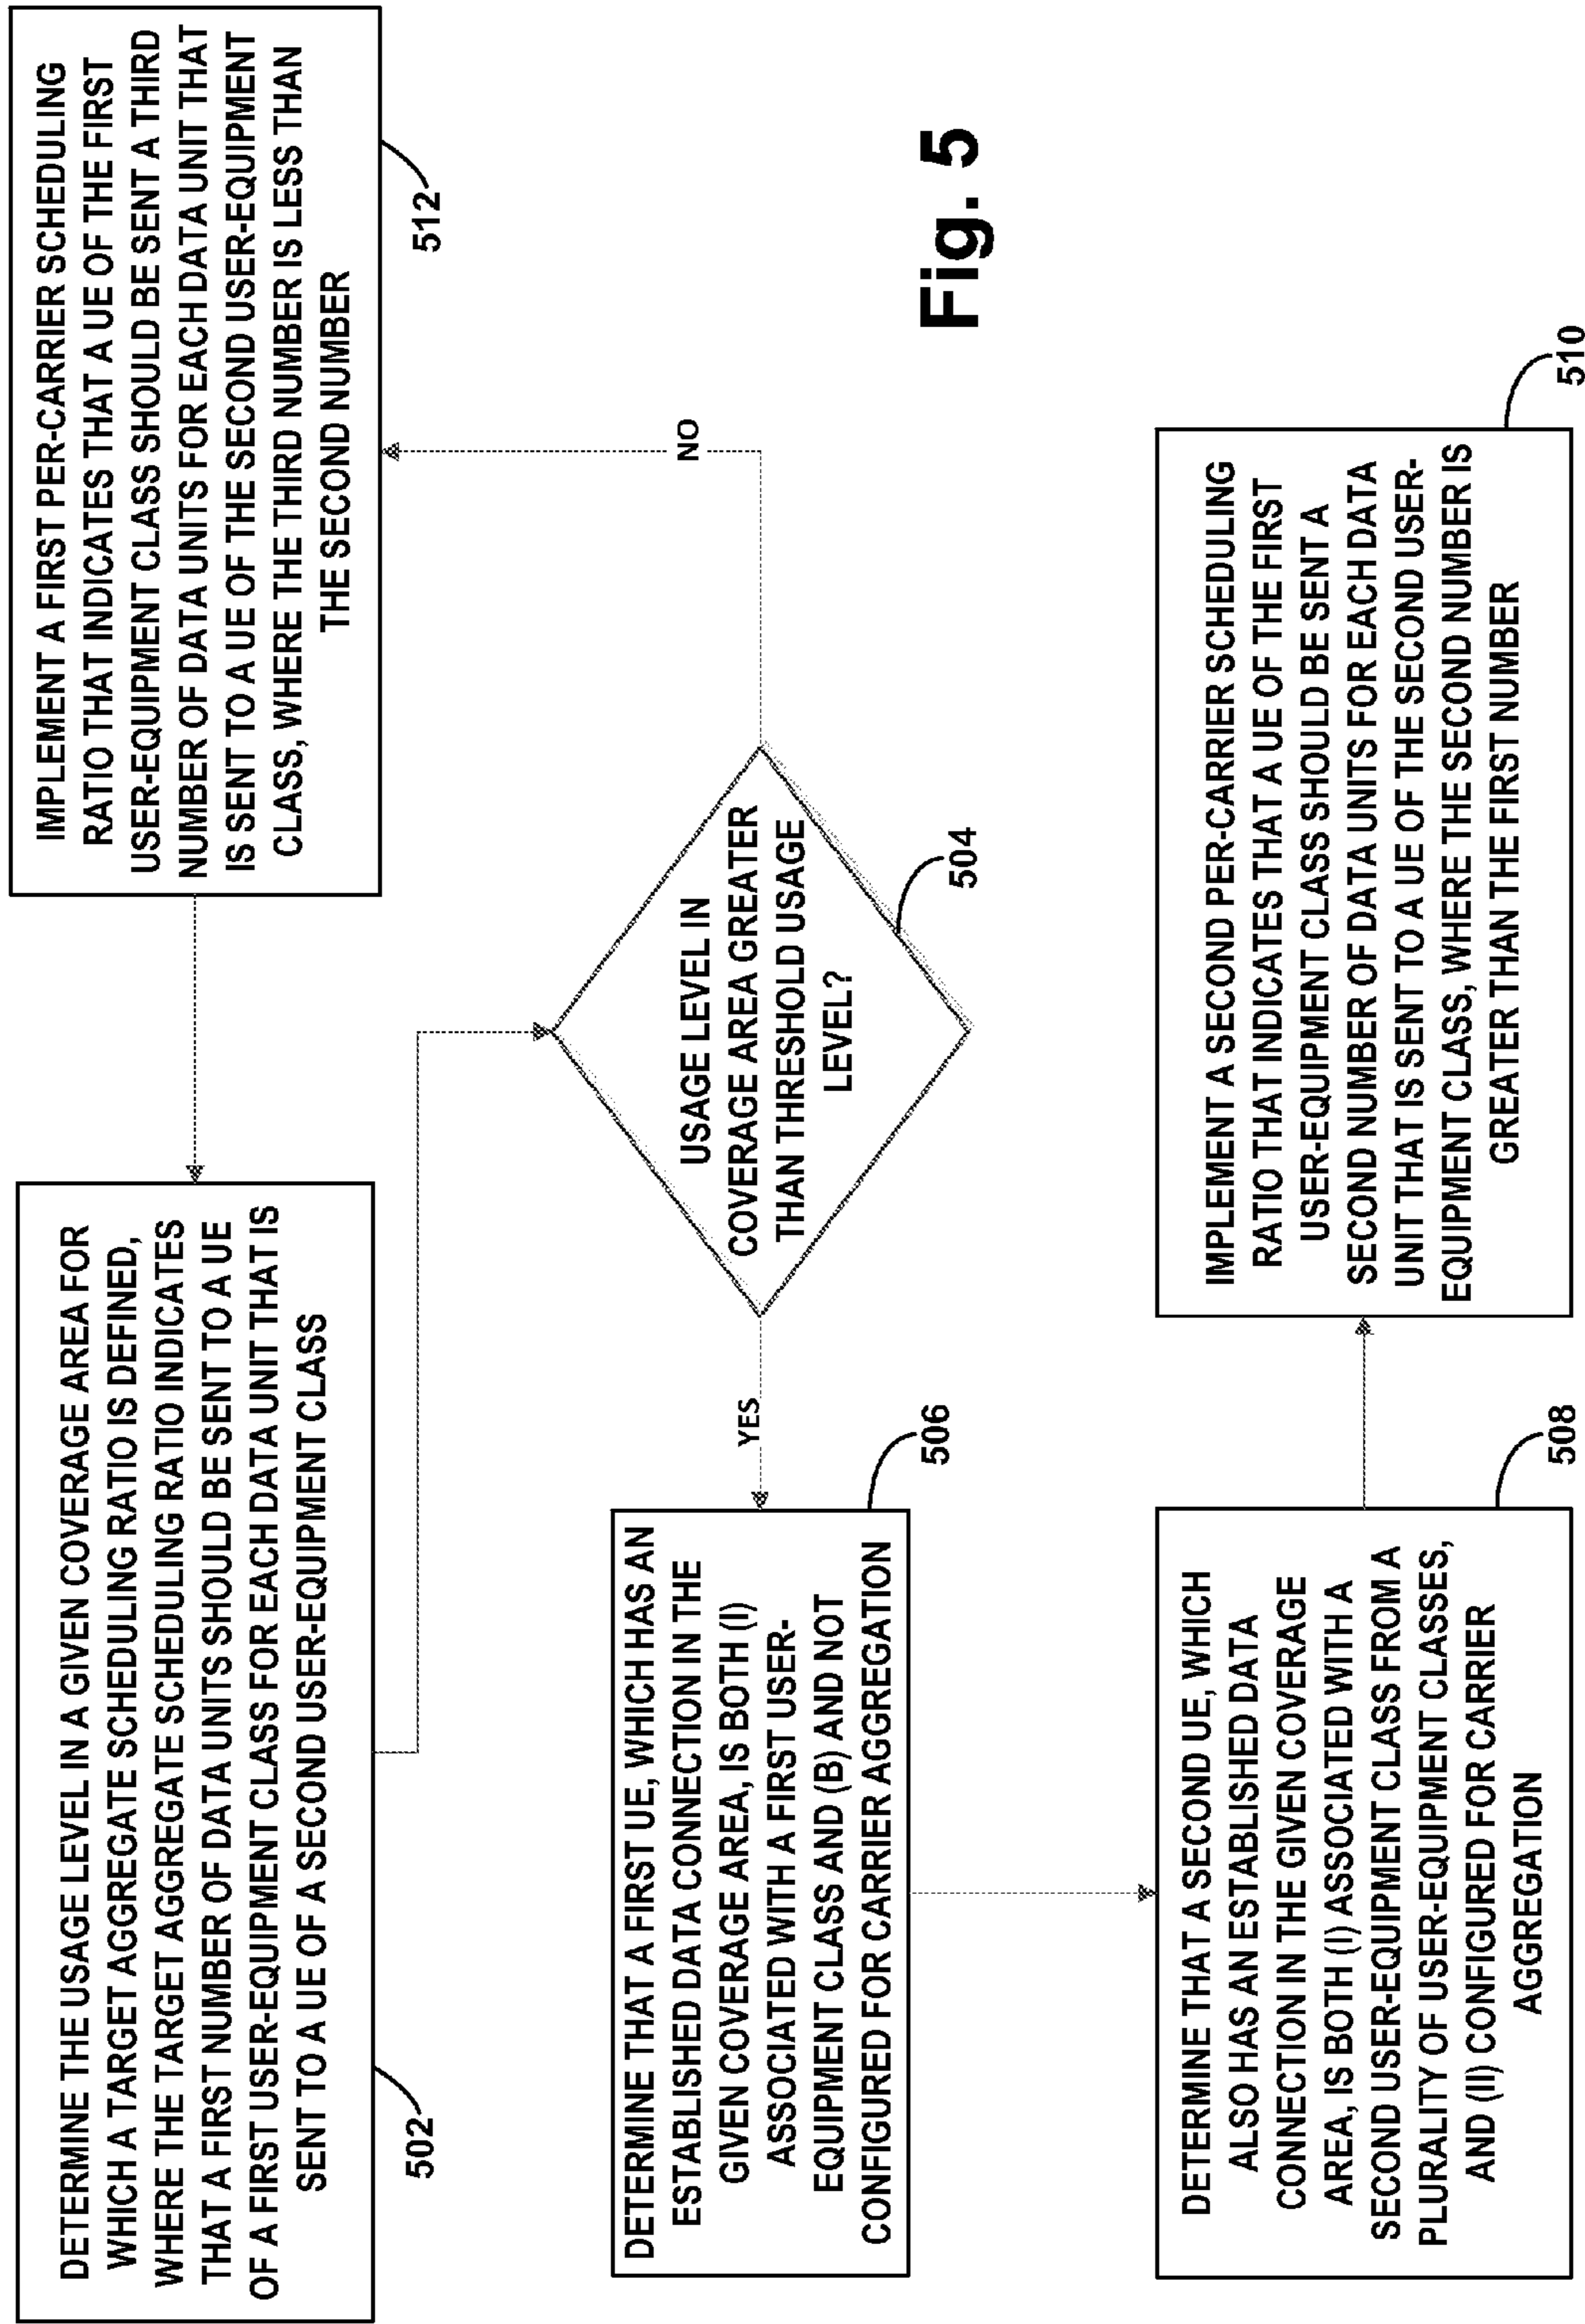 DETERMINE THE USAGE LEVEL IN A GIVEN COVERAGE AREA FOR
WHICH A TARGET AGGREGATE SCHEDULING RATIO IS DEFINED,
WHERE THE TARGET AGGREGATE SCHEDULING RATIO INDICATES
THAT A FIRST NUMBER OF DATA UNITS SHOULD BE SENT TO A UE
OF A FIRST USER-EQUIPMENT CLASS FOR EACH DATA UNIT THAT IS
SENT TO A UE OF A SECOND USER-EQUIPMENT CLASS
502
IMPLEMENT A FIRST PER-CARRIER SCHEDULING
RATIO THAT INDICATES THAT A UE OF THE FIRST
USER-EQUIPMENT CLASS SHOULD BE SENT A THIRD
NUMBER OF DATA UNITS FOR EACH DATA UNIT THAT
IS SENT TO A UE OF THE SECOND USER-EQUIPMENT
CLASS, WHERE THE THIRD NUMBER IS LESS THAN
THE SECOND NUMBER
512
USAGE LEVEL IN
COVERAGE AREA GREATER
THAN THRESHOLD USAGE
LEVEL?
504
YES
NO
DETERMINE THAT A FIRST UE, WHICH HAS AN
ESTABLISHED DATA CONNECTION IN THE
GIVEN COVERAGE AREA, IS BOTH (I)
ASSOCIATED WITH A FIRST USER-
EQUIPMENT CLASS AND (B) AND NOT
CONFIGURED FOR CARRIER AGGREGATION
506
DETERMINE THAT A SECOND UE, WHICH
ALSO HAS AN ESTABLISHED DATA
CONNECTION IN THE GIVEN COVERAGE
AREA, IS BOTH (I) ASSOCIATED WITH A
SECOND USER-EQUIPMENT CLASS FROM A
PLURALITY OF USER-EQUIPMENT CLASSES,
AND (II) CONFIGURED FOR CARRIER
AGGREGATION
508
IMPLEMENT A SECOND PER-CARRIER SCHEDULING
RATIO THAT INDICATES THAT A UE OF THE FIRST
USER-EQUIPMENT CLASS SHOULD BE SENT A
SECOND NUMBER OF DATA UNITS FOR EACH DATA
UNIT THAT IS SENT TO A UE OF THE SECOND USER-
EQUIPMENT CLASS, WHERE THE SECOND NUMBER IS
GREATER THAN THE FIRST NUMBER
510
Fig. 5